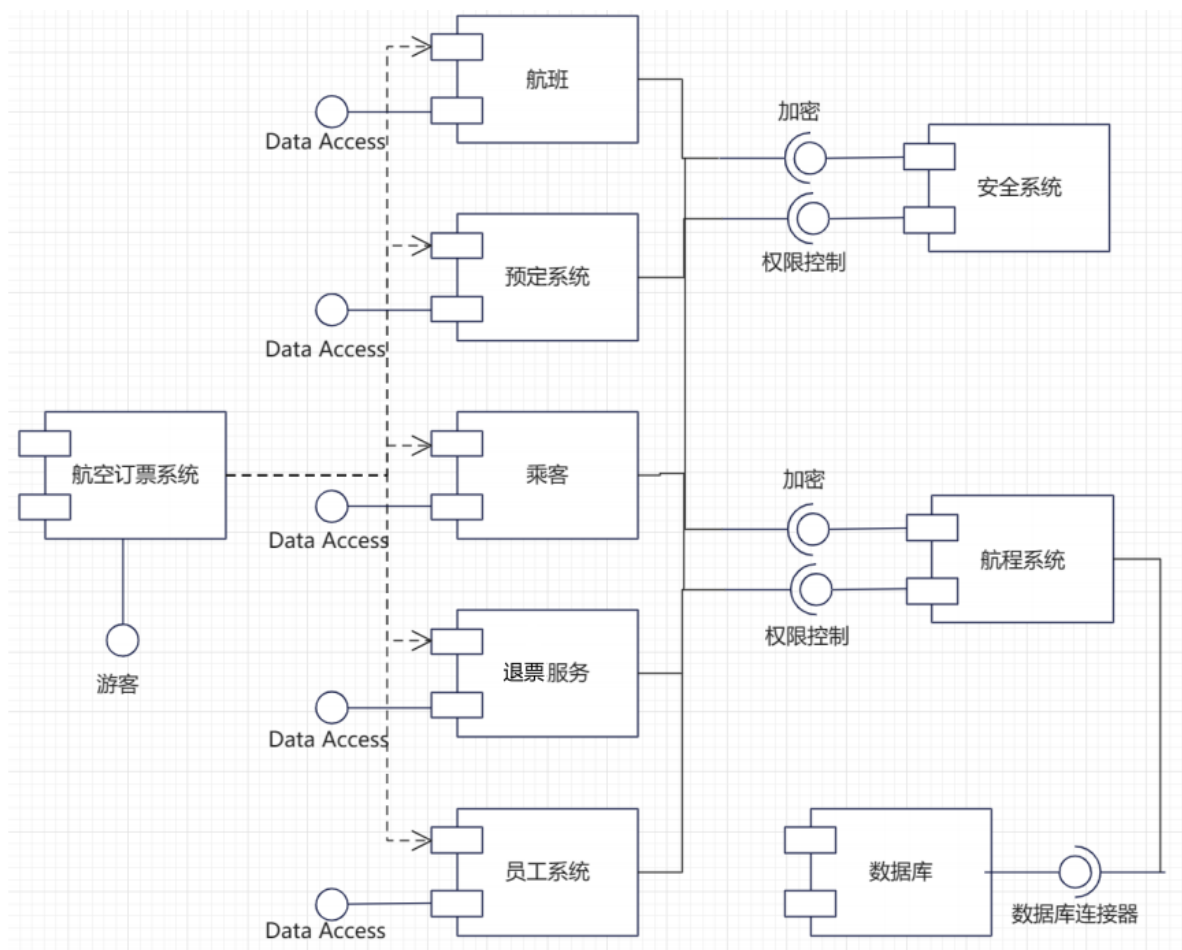 航班
Data Access
加密
安全系统
权限控制
预定系统
Data Access
航空订票系统
乘客
Data Access
加密
航程系统
权限控制
游客
退票服务
Data Access
员工系统
Data Access
数据库
数据库连接器